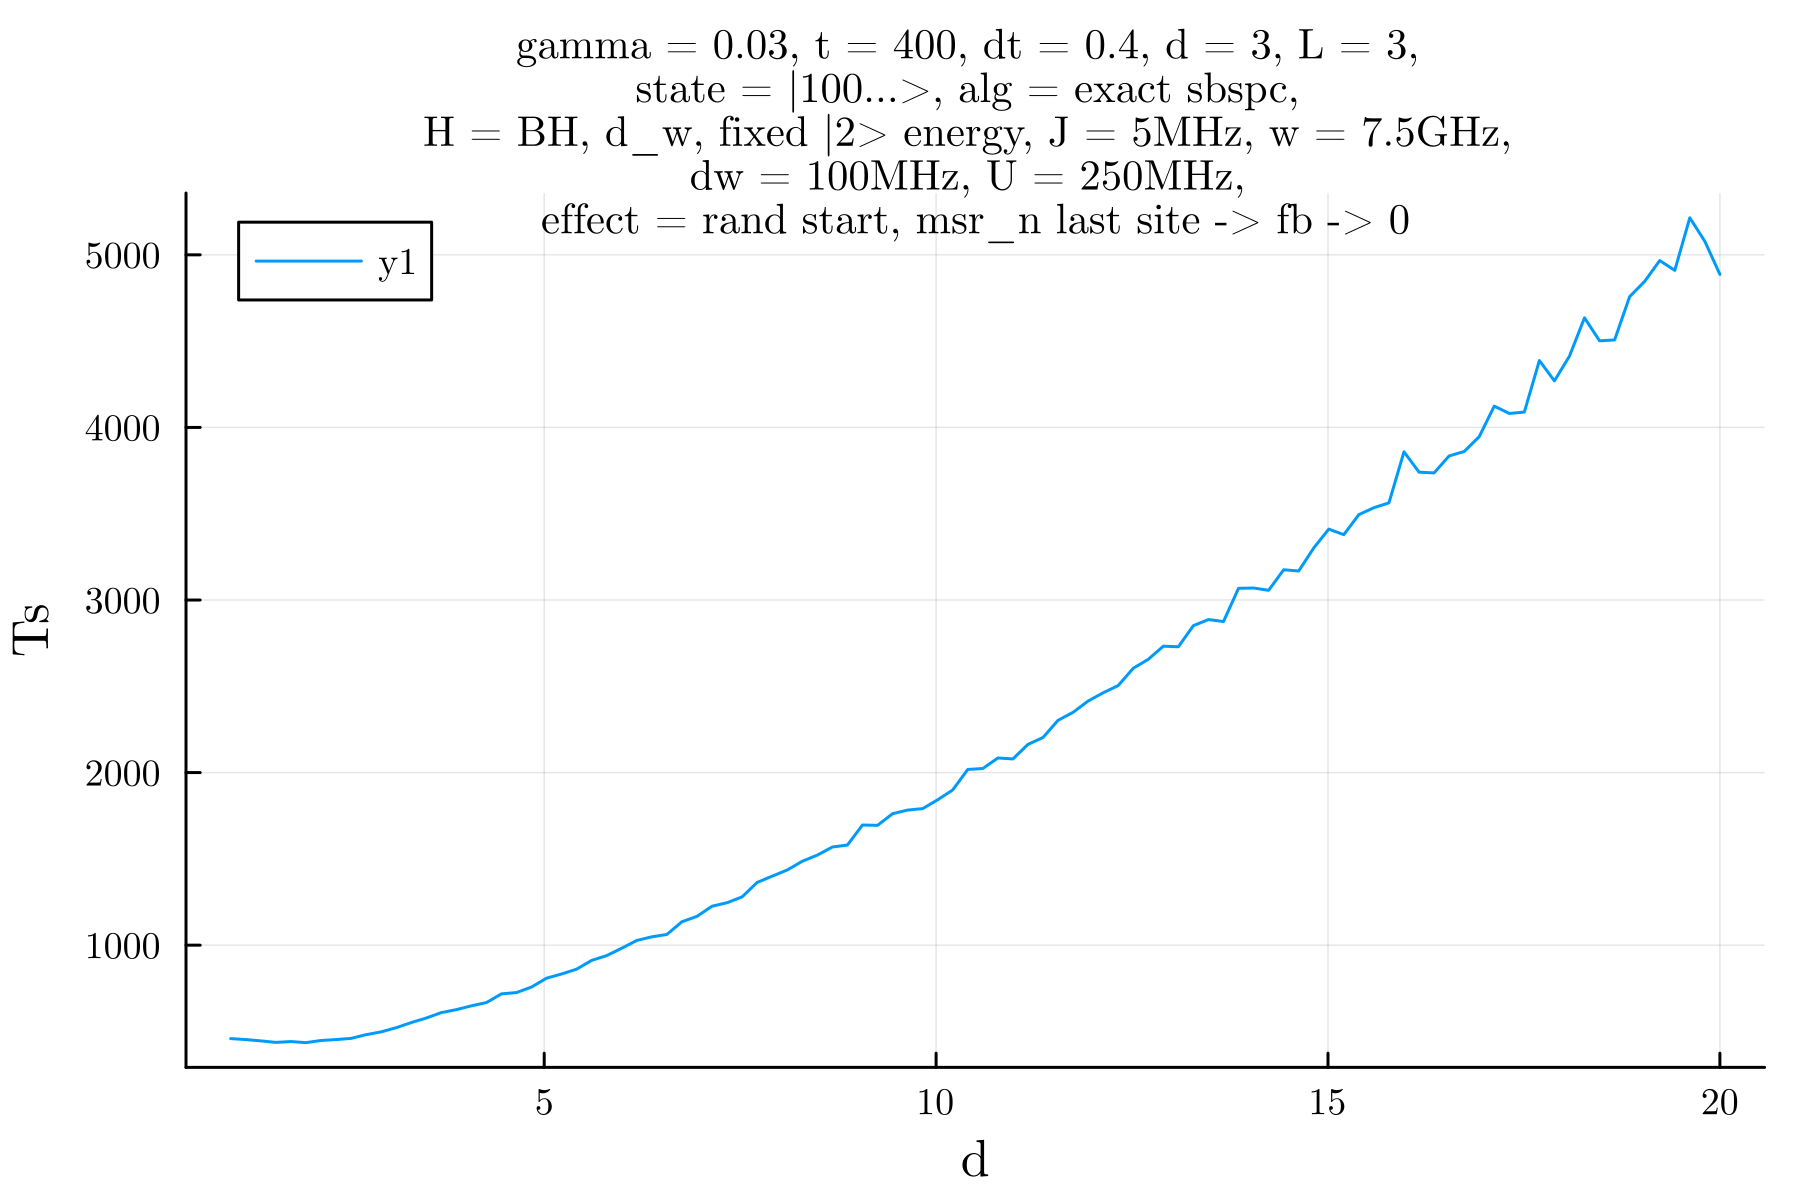 gamma = 0.03, t = 400, dt = 0.4, d = 3, L = 3,
state = |100...>, alg = exact sbspc,
H = BH, d_w, fixed |2> energy, J = 5MHz, w = 7.5GHz,
dw = 100MHz, U = 250MHz,
effect = rand start, msr_n last site -> fb -> 0
y1
5000
4000
3000
2000
1000
Ts
5 10 15 20
d